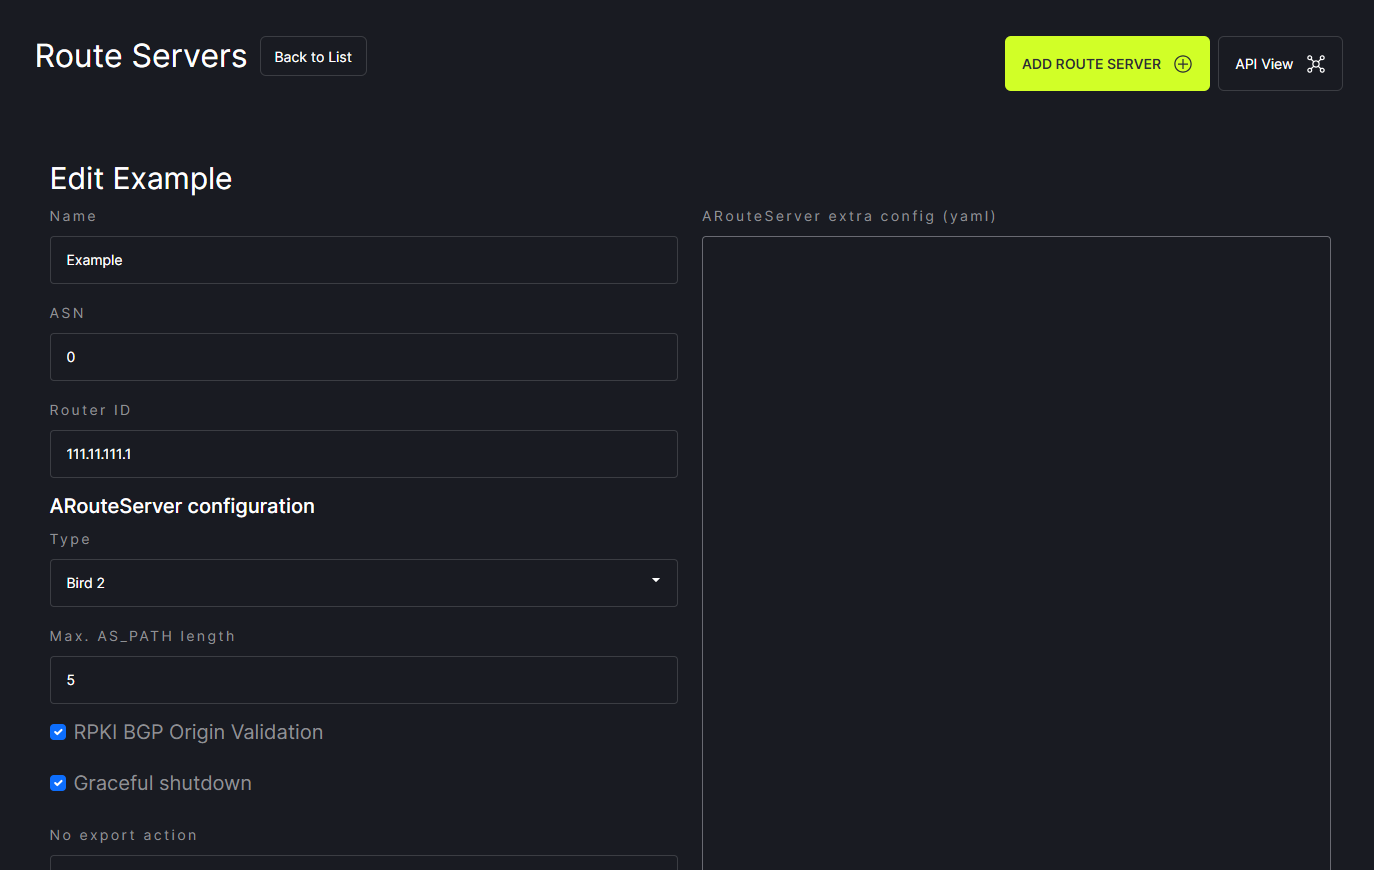 Route Servers
Back to List
ADD ROUTE SERVER
API View
Edit Example
Name
Example
ASN
0
Router ID
111.11.111.1
ARouteServer configuration
Type
Bird 2
Max. AS_PATH length
5
RPKI BGP Origin Validation
Graceful shutdown
No export action
ARouteServer extra config (yaml)